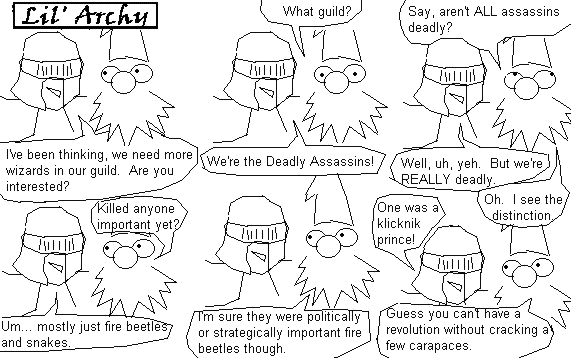 Lil' Archy
I've been thinking, we need more
wizards in our guild.  Are you
interested?
What guild?
We're the Deadly Assassins!
Say, aren't ALL assassins
deadly?
Well, uh, yeh.  But we're
REALLY deadly.
Oh.  I see the
distinction.
Killed anyone
important yet?
Um... mostly just fire beetles
and snakes.
I'm sure they were politically
or strategically important fire
beetles though.
One was a
klicknik
prince!
Guess you can't have a
revolution without cracking a
few carapaces.